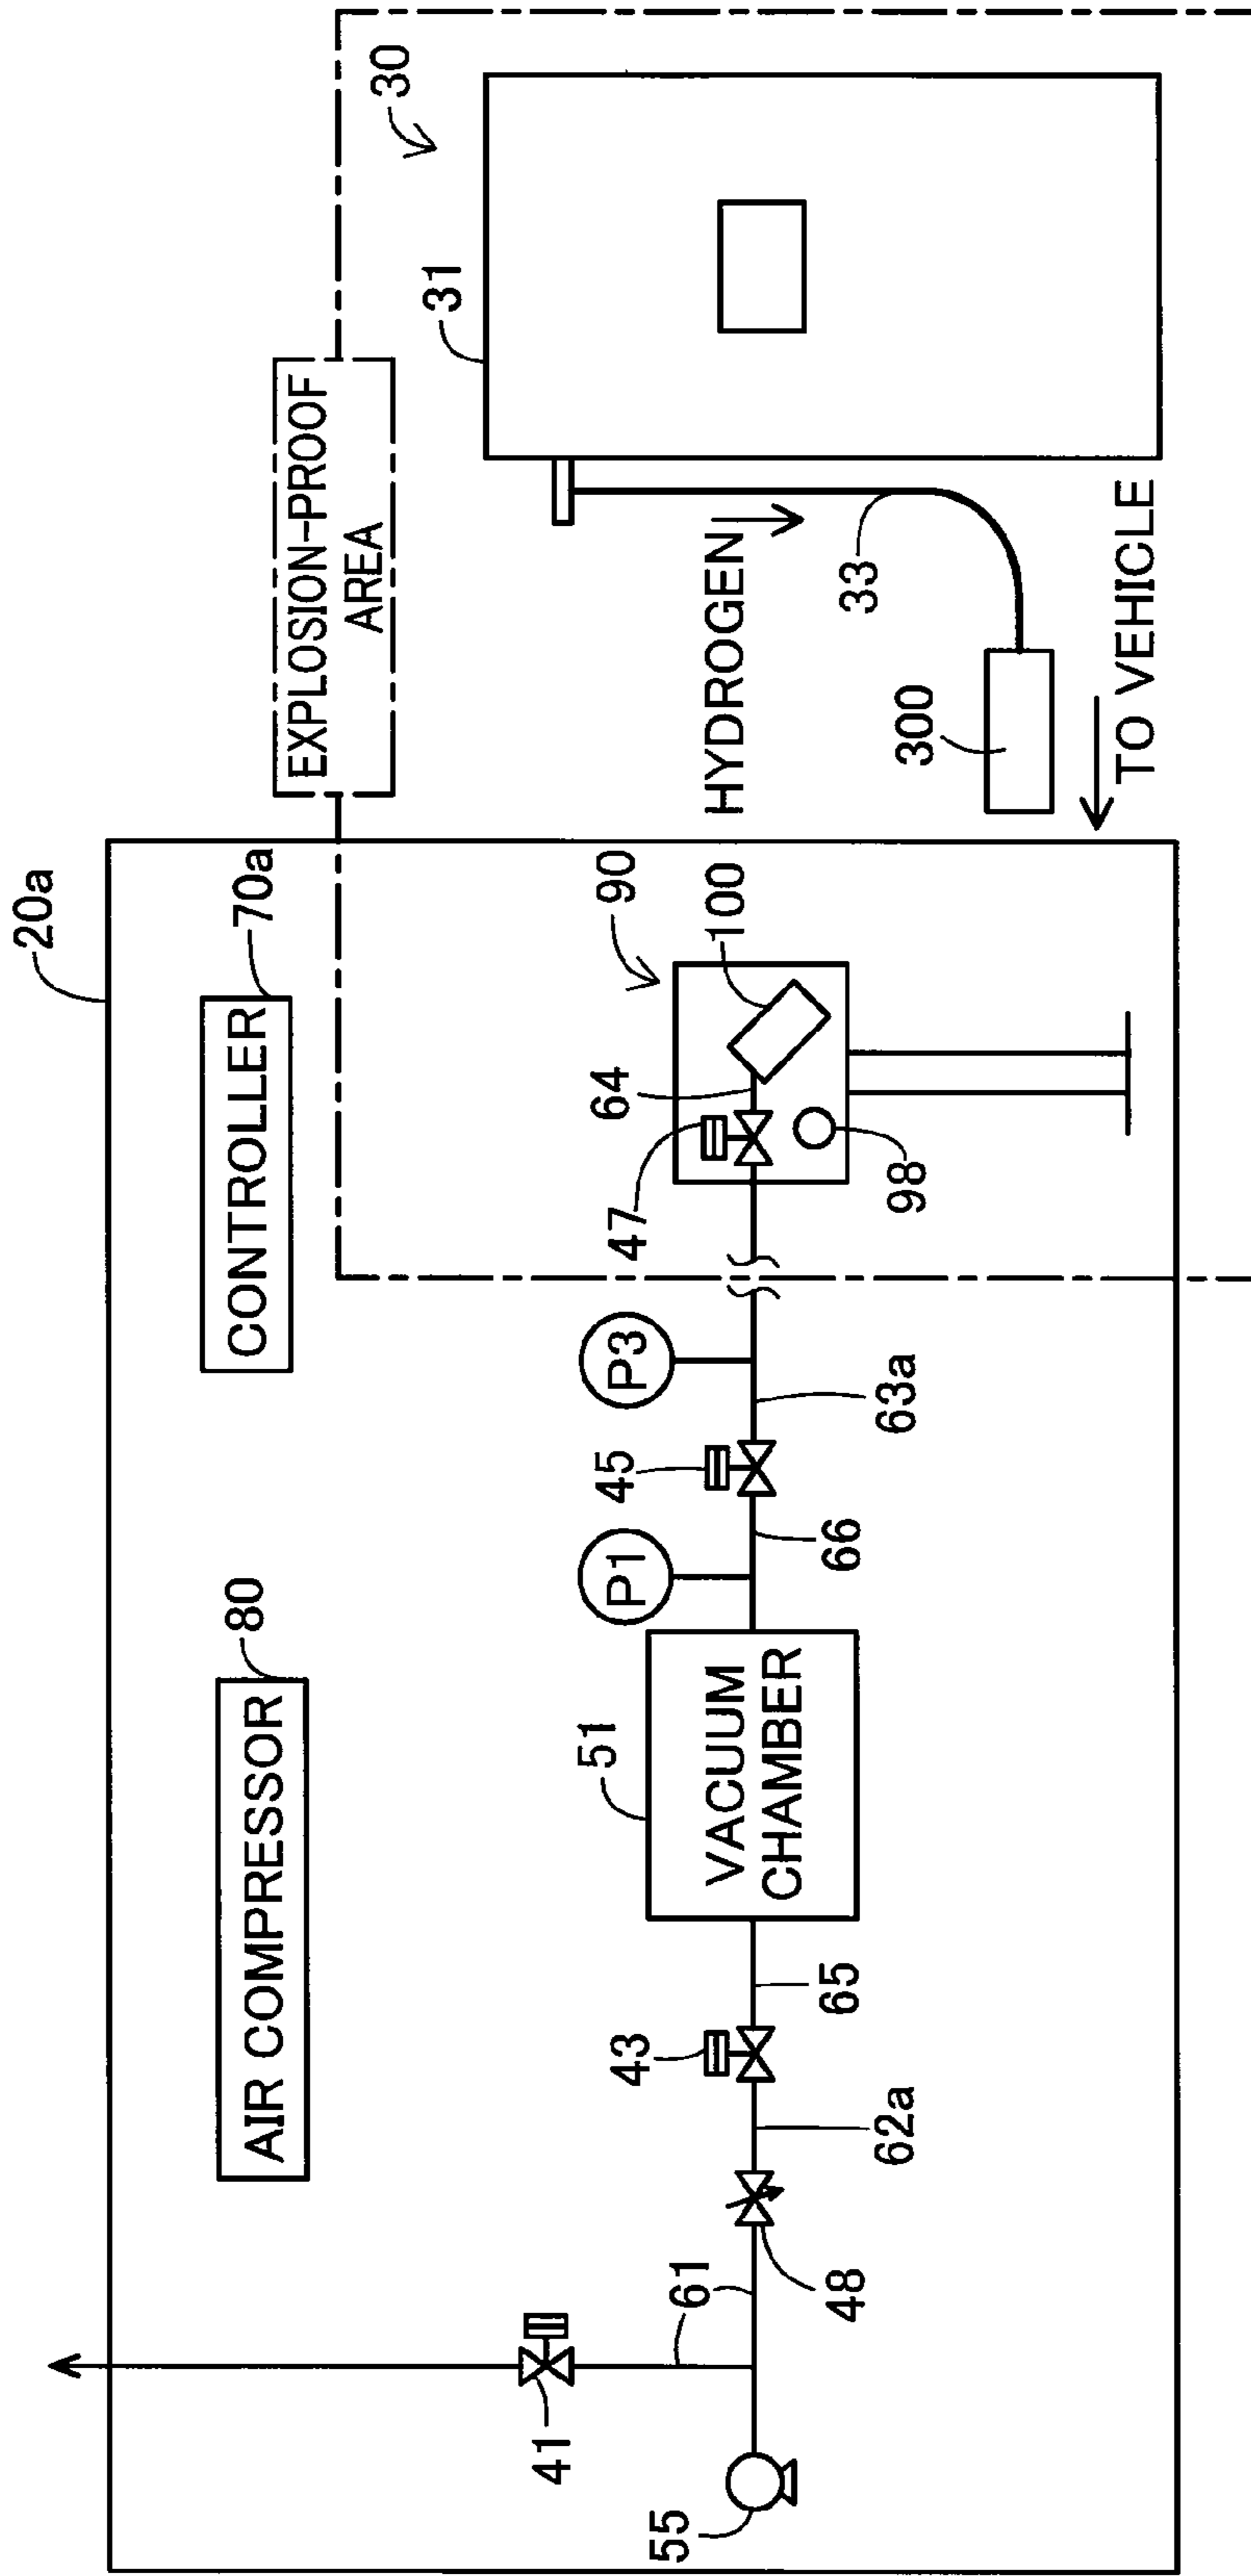 20a
EXPLOSION-PROOF
AREA
30
31
CONTROLLER
70a
AIR COMPRESSOR
80
HYDROGEN
33
300
TO VEHICLE
90
100
64
47
98
P3
63a
45
66
P1
51
VACUUM
CHAMBER
65
43
62a
48
61
41
55